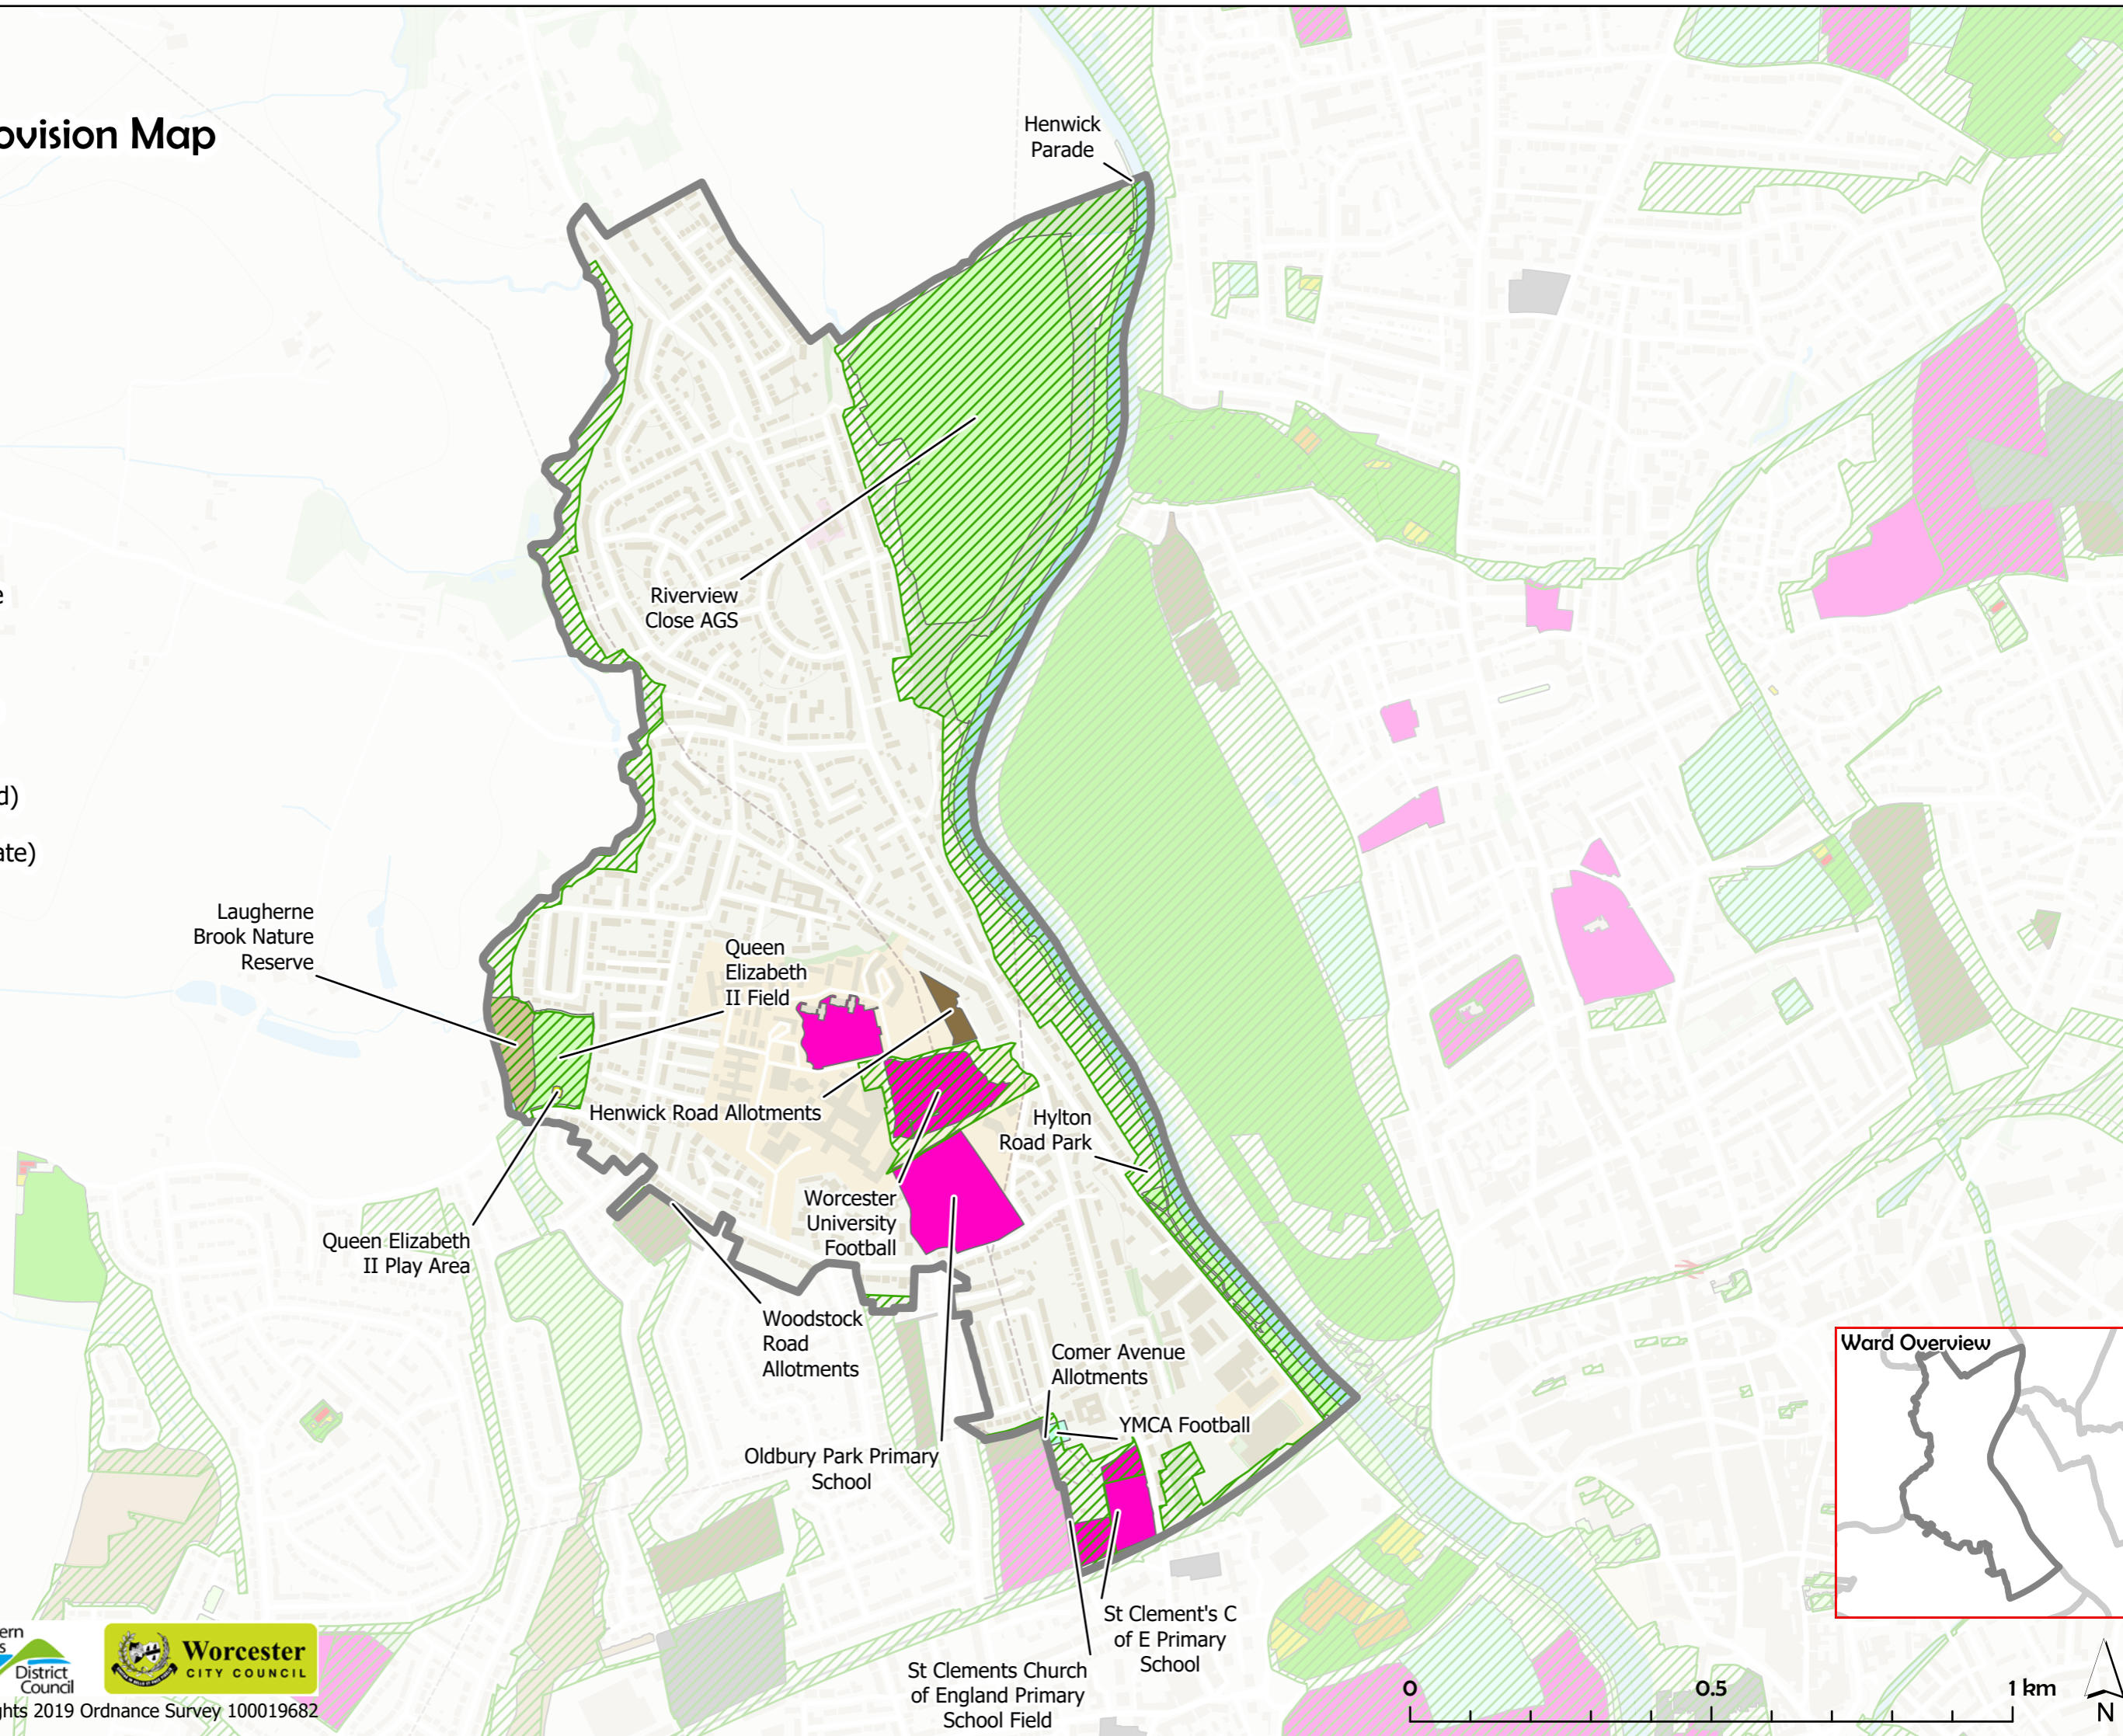 ovision Map
Henwick
Parade
e
Riverview
Close AGS
d)
ate)
Laugherne
Brook Nature
Reserve
Queen
Elizabeth
II Field
Henwick Road Allotments
Hylton
Road Park
Worcester
University
Football
Queen Elizabeth
II Play Area
Woodstock
Road
Allotments
Comer Avenue
Allotments
YMCA Football
Oldbury Park Primary
School
St Clement's C
of E Primary
School
St Clements Church
of England Primary
School Field
Ward Overview
ern
s
District
Council
Worcester
CITY COUNCIL
ghts 2019 Ordnance Survey 100019682
0 0.5 1 km
N